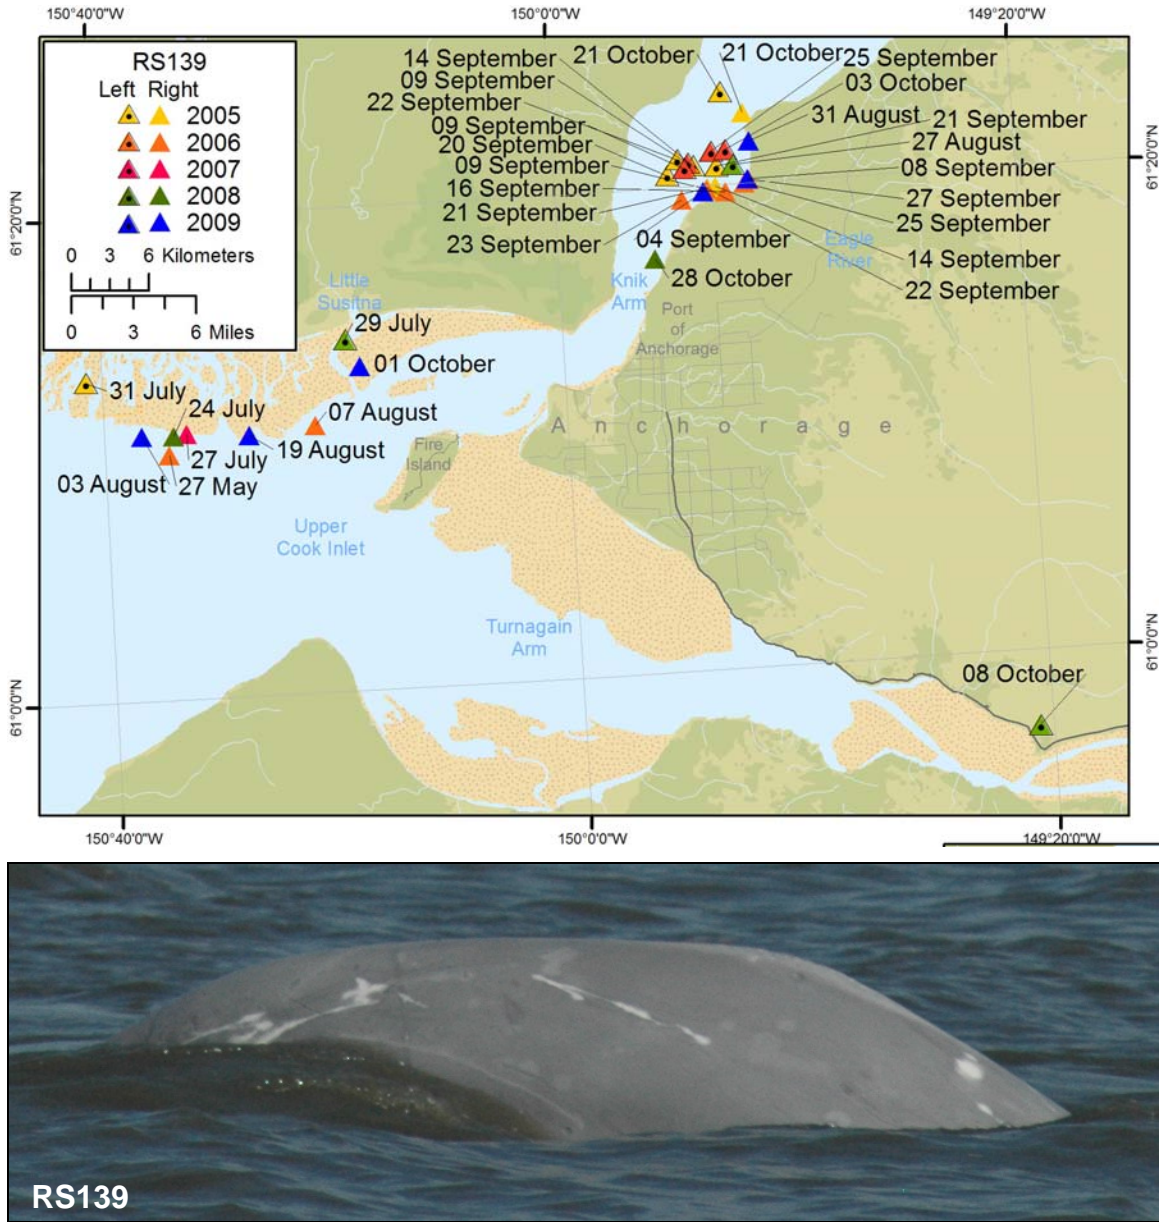 150°40'0"W
150°0'0"W
149°20'0"W
RS139
Left Right
2005
2006
2007
2008
2009
0 3 6 Kilometers
0 3 6 Miles
61°20'0"N
61°0'0"N
61°20'0"N
61°0'0"N
14 September
09 September
22 September
09 September
20 September
09 September
16 September
21 September
23 September
21 October
21 October
25 September
03 October
31 August
21 September
27 August
08 September
27 September
25 September
14 September
22 September
04 September
28 October
Eagle
River
Knik
Arm
Port
of
Anchorage
Little
Susitna
29 July
01 October
31 July
24 July
07 August
27 July
19 August
03 August
27 May
Anchorage
Fire
Island
Upper
Cook Inlet
Turnagain
Arm
08 October
150°40'0"W
150°0'0"W
149°20'0"W
RS139